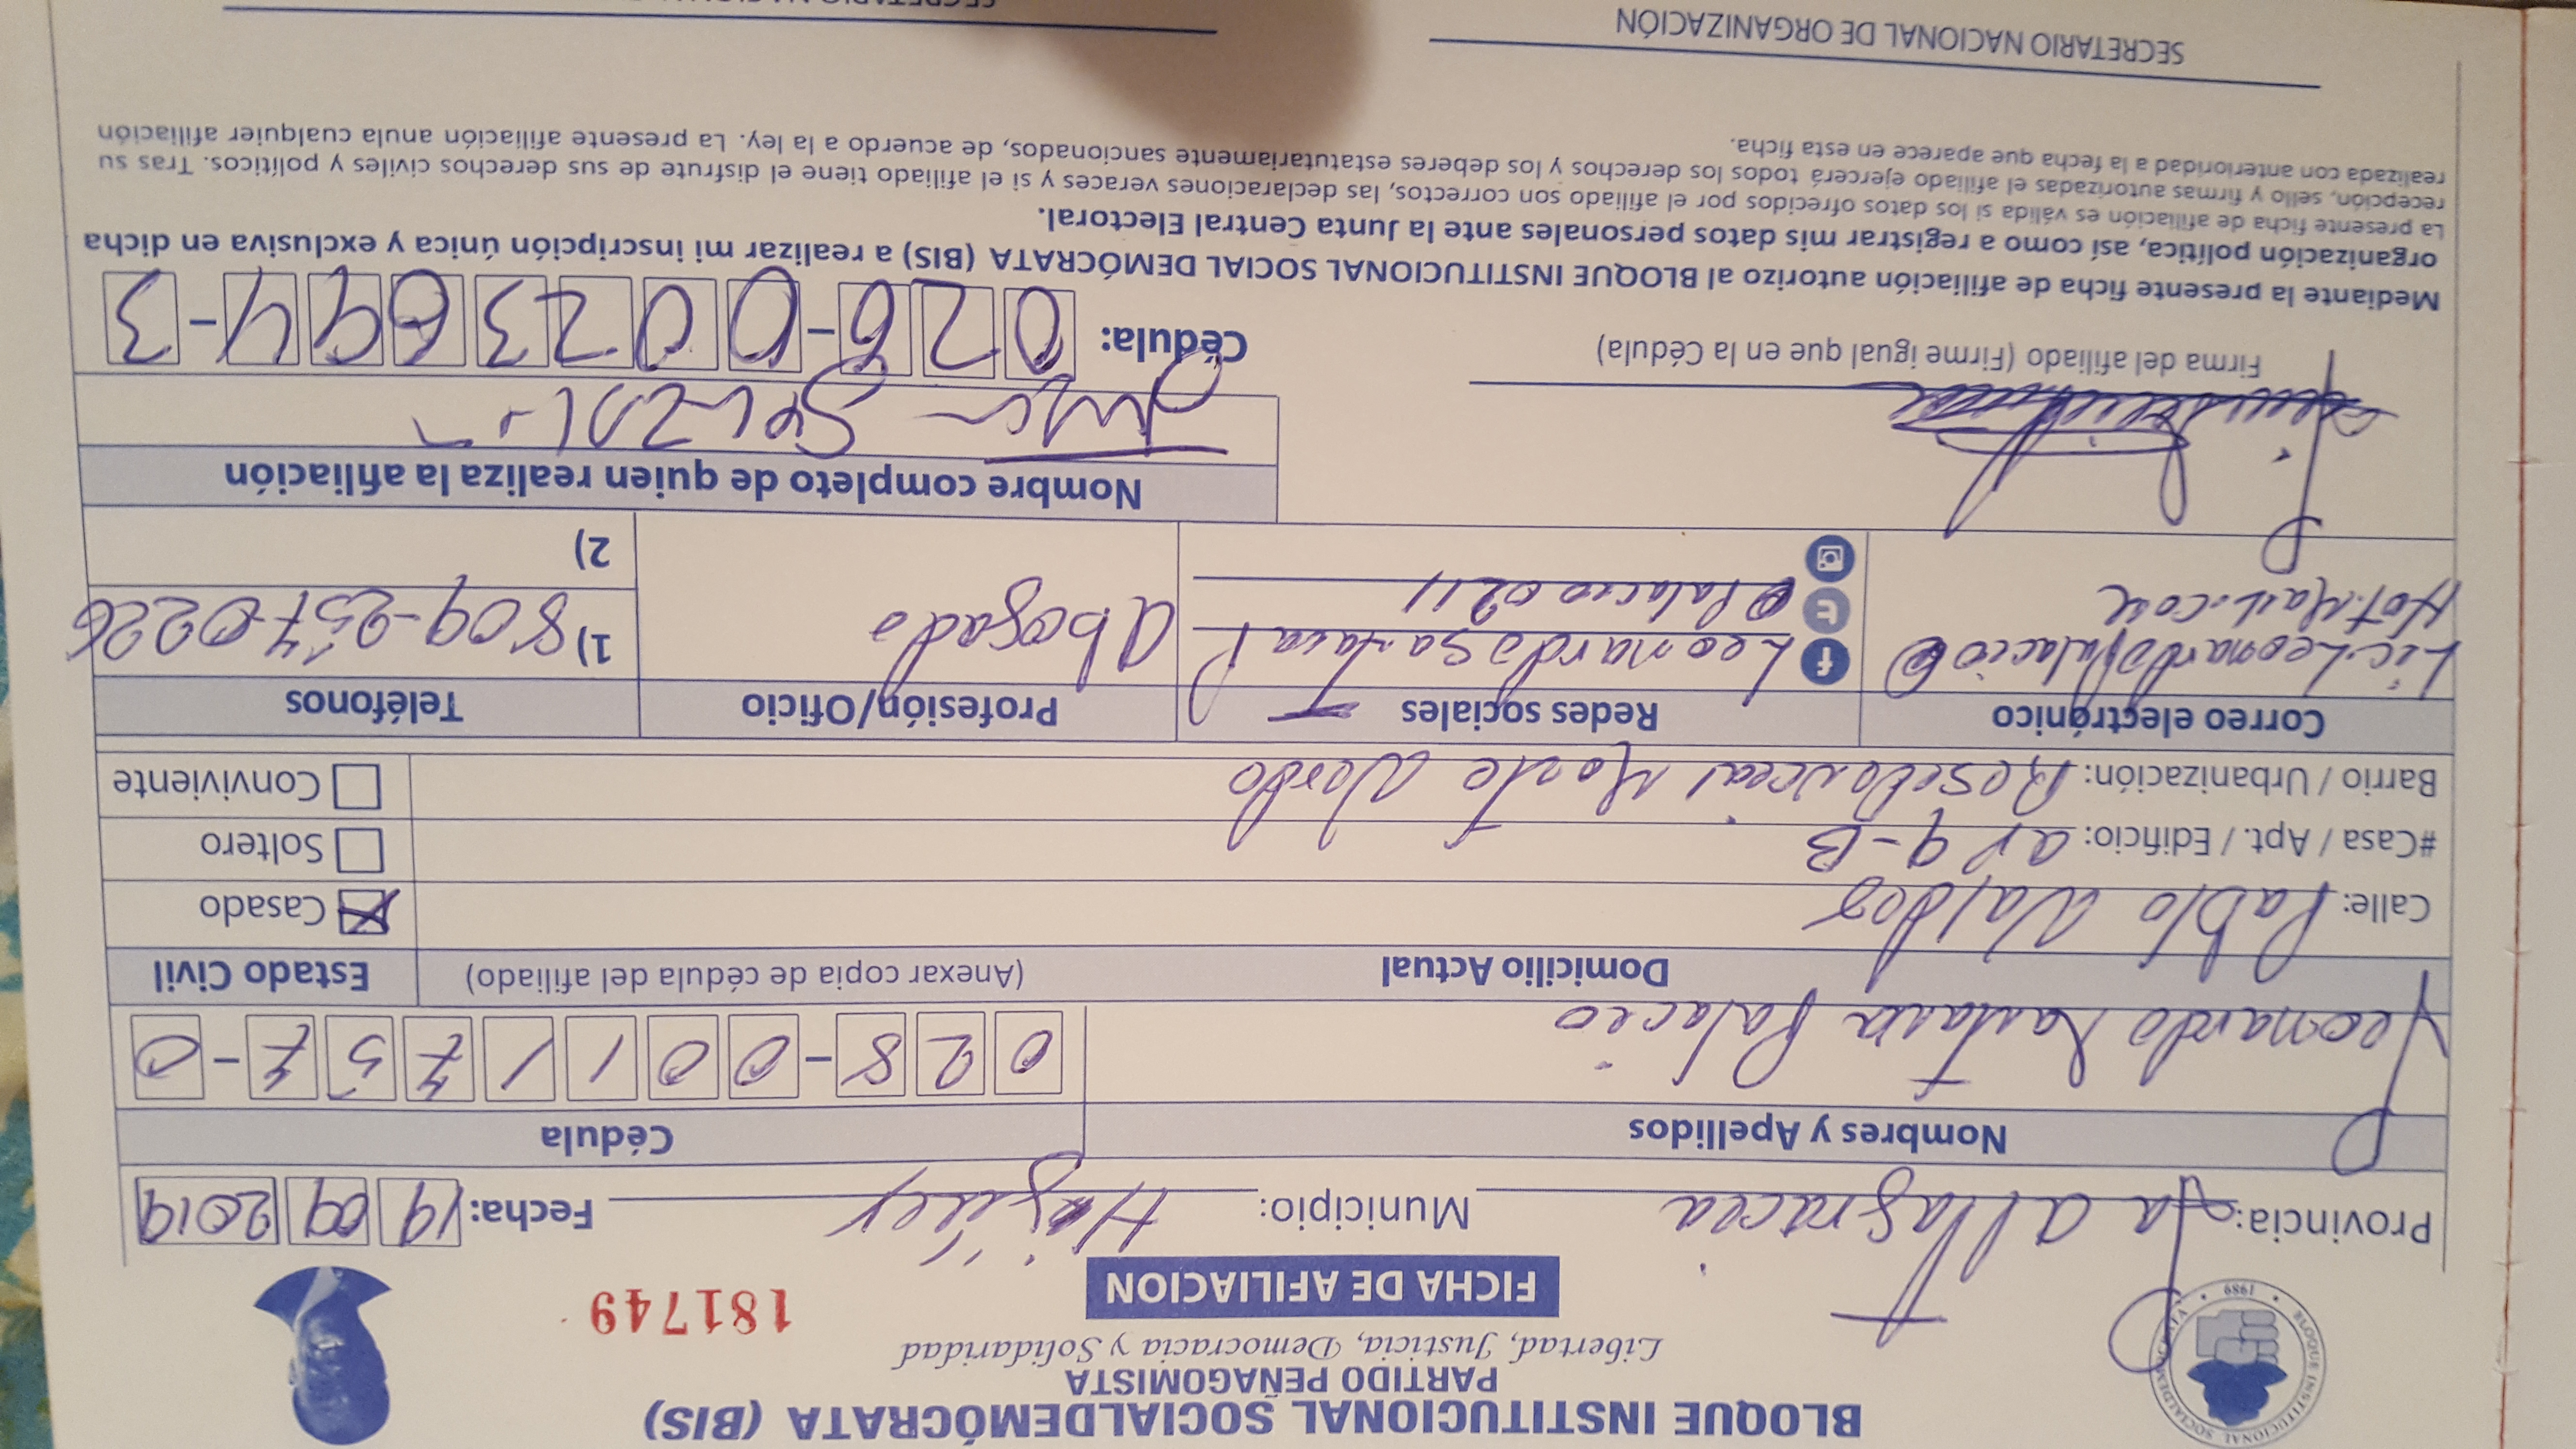 BLOQUE INSTITUCIONAL SOCIALDEMÓCRATA (BIS)
PARTIDO PEÑAGOMISTA
Libertad, Justicia, Democracia y Solidaridad
FICHA DE AFILIACION
181749
Provincia: La altagracia Municipio: Higüey Fecha: 19 09 2019
Nombres y Apellidos Cédula
Leonardo Santana Palacio 028-0011757-0
Domicilio Actual (Anexar copia de cédula del afiliado) Estado Civil
Calle: Pablo Valdez Casado
#Casa / Apt. / Edificio: ap 9-B Soltero
Barrio / Urbanización: Residencial Monte Verde Conviviente
Correo electrónico Redes sociales Profesión/Oficio Teléfonos
Lic.LeonardoPalacio@ LeonardoSantanaP abogado 1) 809-257-0226
HotMail.com @Palacio0211 2)
Nombre completo de quien realiza la afiliación
Firma del afiliado (Firme igual que en la Cédula)
Cédula: 026-0023694-3
Mediante la presente ficha de afiliación autorizo al BLOQUE INSTITUCIONAL SOCIAL DEMÓCRATA (BIS) a realizar mi inscripción única y exclusiva en dicha
organización política, así como a registrar mis datos personales ante la Junta Central Electoral.
La presente ficha de afiliación es válida si los datos ofrecidos por el afiliado son correctos, las declaraciones veraces y si el afiliado tiene el disfrute de sus derechos civiles y políticos. Tras su
recepción, sello y firmas autorizadas el afiliado ejercerá todos los derechos y los deberes estatutariamente sancionados, de acuerdo a la ley. La presente afiliación anula cualquier afiliación
realizada con anterioridad a la fecha que aparece en esta ficha.
SECRETARIO NACIONAL DE ORGANIZACIÓN